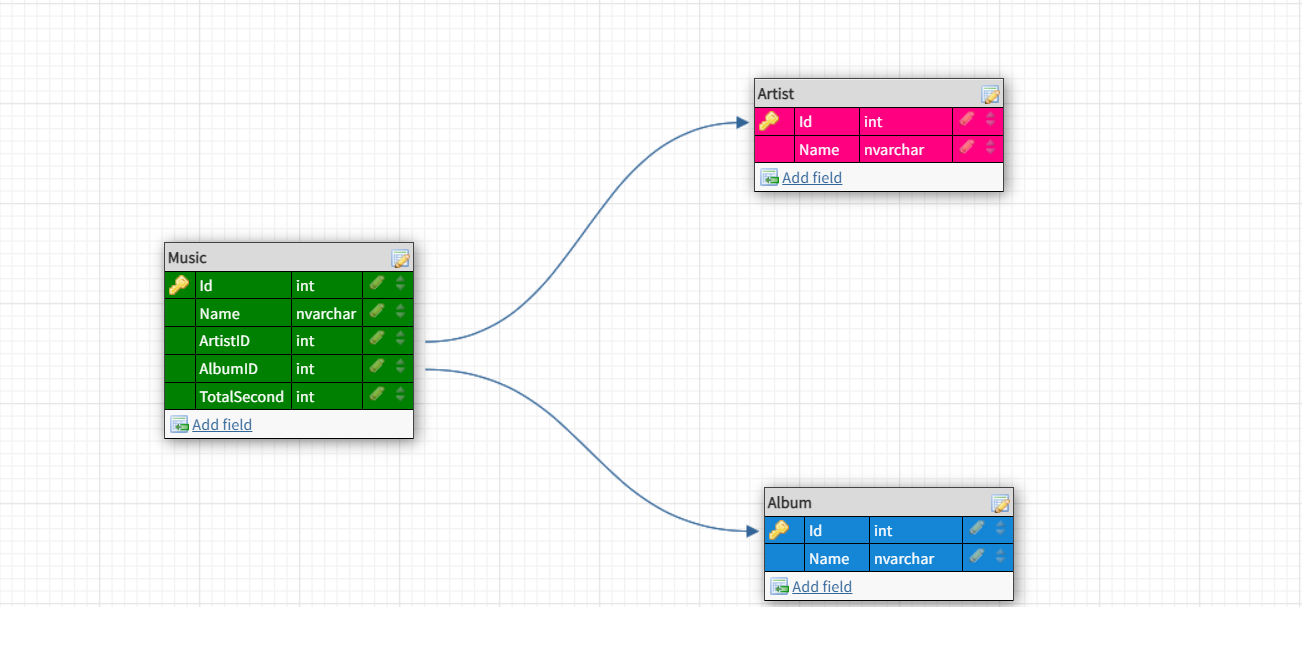 Artist
Id int
Name nvarchar
Add field
Music
Id int
Name nvarchar
ArtistID int
AlbumID int
TotalSecond int
Add field
Album
Id int
Name nvarchar
Add field